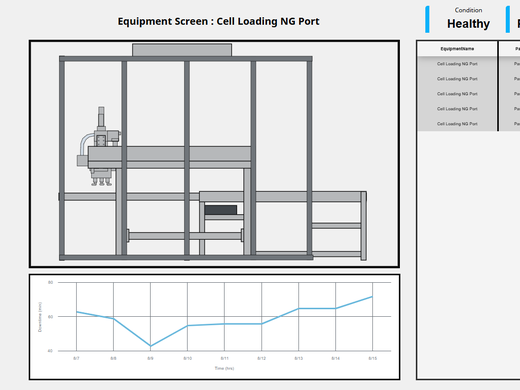 Equipment Screen : Cell Loading NG Port
Condition
Healthy
EquipmentName
Cell Loading NG Port
Cell Loading NG Port
Cell Loading NG Port
Cell Loading NG Port
Cell Loading NG Port
80
60
40
Downtime (min)
8/7 8/8 8/9 8/10 8/11 8/12 8/13 8/14 8/15
Time (hrs)